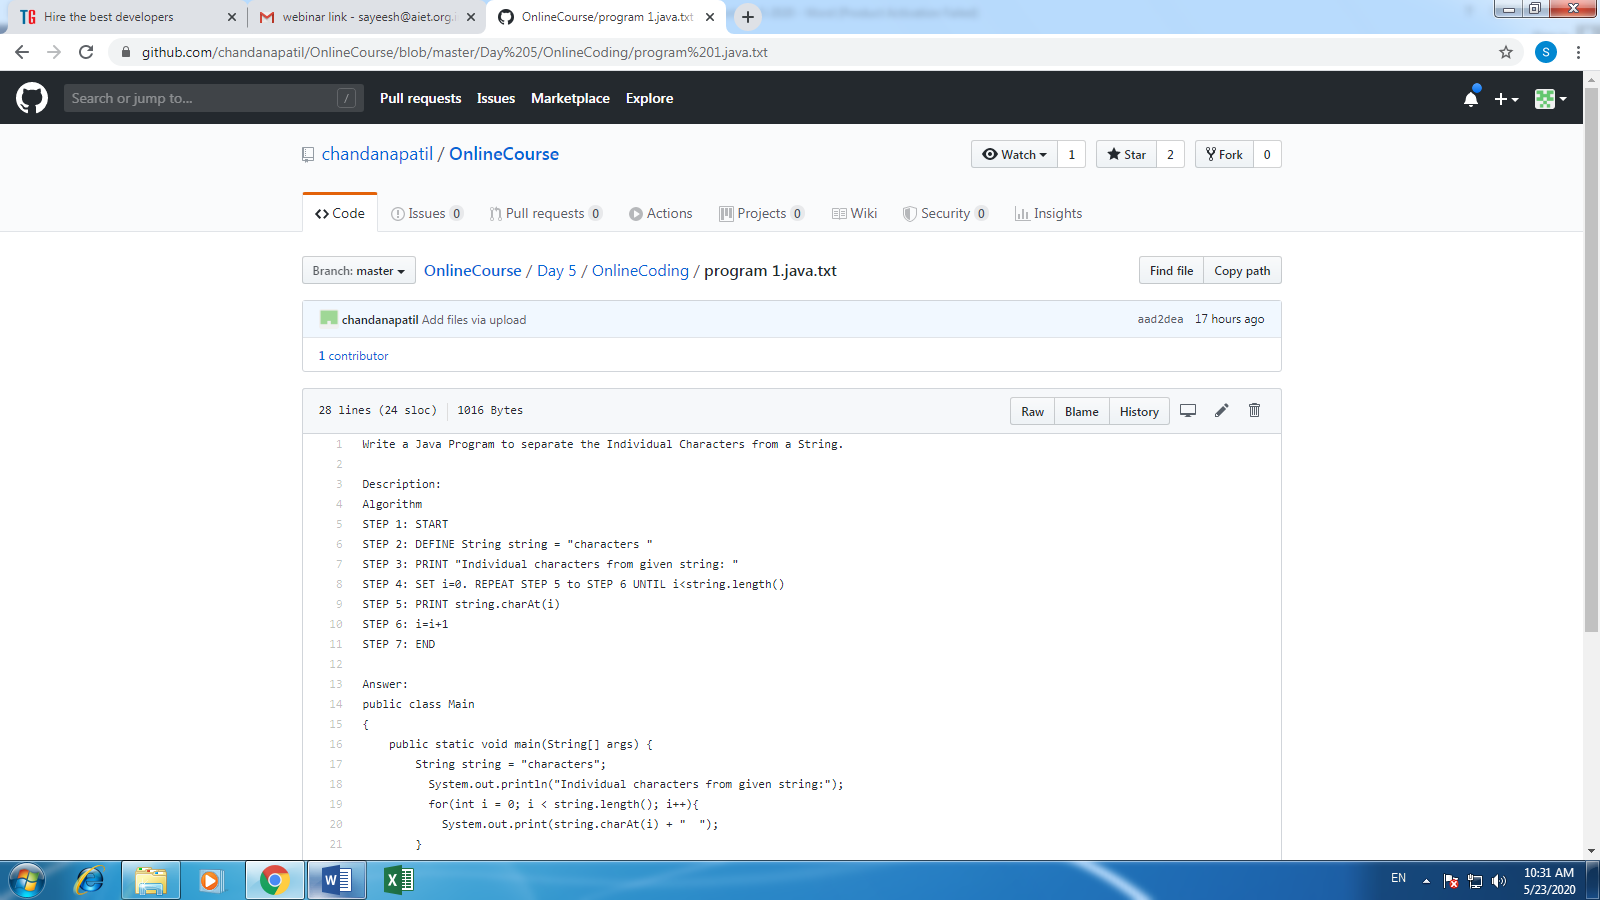 Hire the best developers
webinar link - sayeesh@aiet.org.i
OnlineCourse/program 1.java.txt
github.com/chandanapatil/OnlineCourse/blob/master/Day%205/OnlineCoding/program%201.java.txt
S
Search or jump to...
/
Pull requests
Issues
Marketplace
Explore
chandanapatil / OnlineCourse
Watch 1
Star 2
Fork 0
Code
Issues 0
Pull requests 0
Actions
Projects 0
Wiki
Security 0
Insights
Branch: master
OnlineCourse / Day 5 / OnlineCoding / program 1.java.txt
Find file
Copy path
chandanapatil Add files via upload
aad2dea 17 hours ago
1 contributor
28 lines (24 sloc) 1016 Bytes
Raw
Blame
History
1 Write a Java Program to separate the Individual Characters from a String.
2
3 Description:
4 Algorithm
5 STEP 1: START
6 STEP 2: DEFINE String string = "characters "
7 STEP 3: PRINT "Individual characters from given string: "
8 STEP 4: SET i=0. REPEAT STEP 5 to STEP 6 UNTIL i<string.length()
9 STEP 5: PRINT string.charAt(i)
10 STEP 6: i=i+1
11 STEP 7: END
12
13 Answer:
14 public class Main
15 {
16     public static void main(String[] args) {
17         String string = "characters";
18           System.out.println("Individual characters from given string:");
19           for(int i = 0; i < string.length(); i++){
20             System.out.print(string.charAt(i) + "  ");
21         }
EN
10:31 AM
5/23/2020